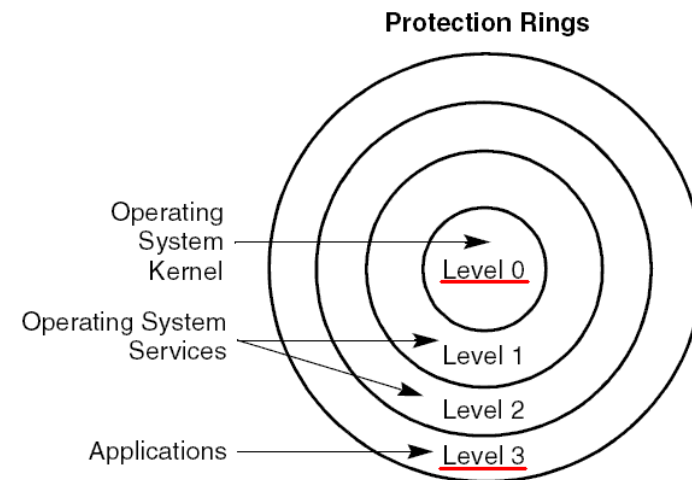 Protection Rings
Operating
System
Kernel
Level 0
Operating System
Services
Level 1
Level 2
Applications
Level 3